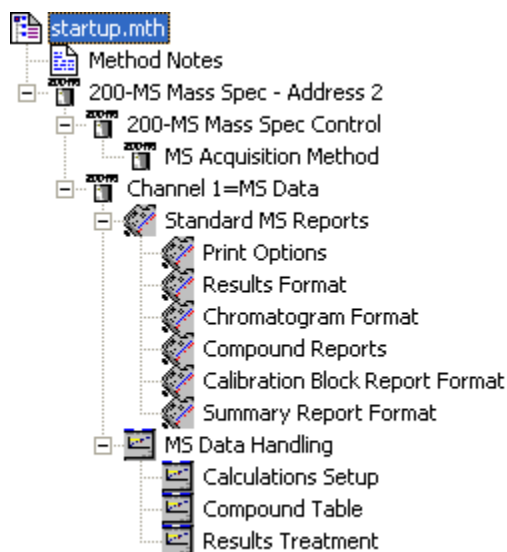 startup.mth
Method Notes
200-MS Mass Spec - Address 2
200-MS Mass Spec Control
MS Acquisition Method
Channel 1=MS Data
Standard MS Reports
Print Options
Results Format
Chromatogram Format
Compound Reports
Calibration Block Report Format
Summary Report Format
MS Data Handling
Calculations Setup
Compound Table
Results Treatment